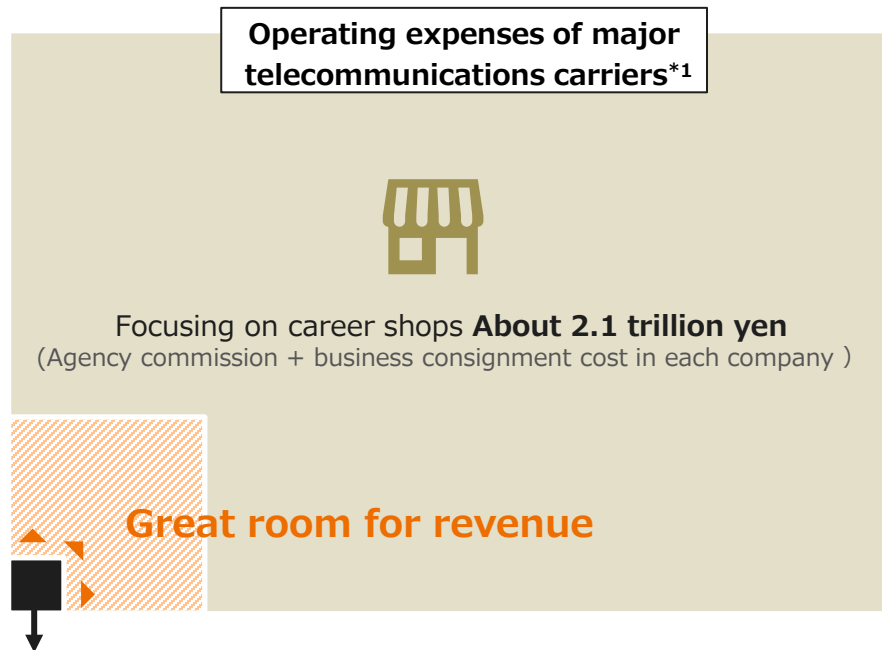 Operating expenses of major
telecommunications carriers*1
Focusing on career shops About 2.1 trillion yen
(Agency commission + business consignment cost in each company )
Great room for revenue